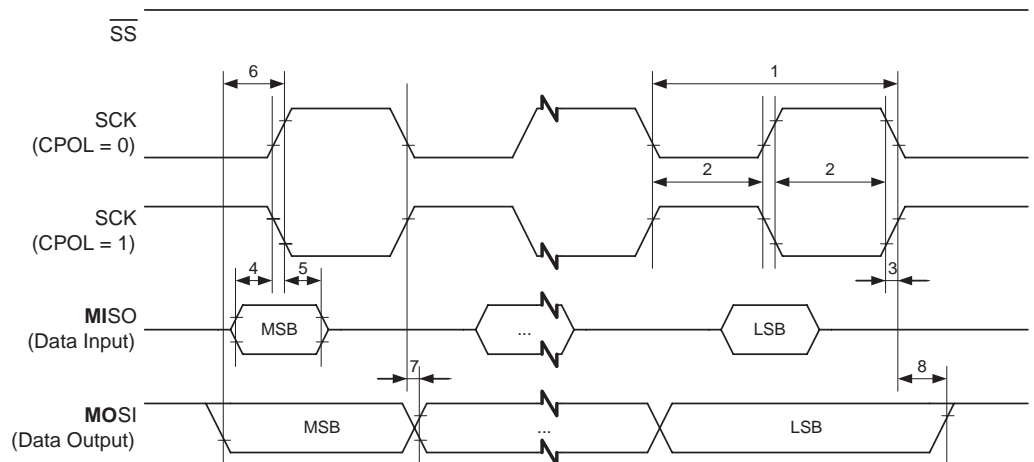 SS
6
1
SCK
(CPOL = 0)
2
2
SCK
(CPOL = 1)
4
5
3
MISO
(Data Input)
MSB
...
LSB
7
8
MOSI
(Data Output)
MSB
...
LSB